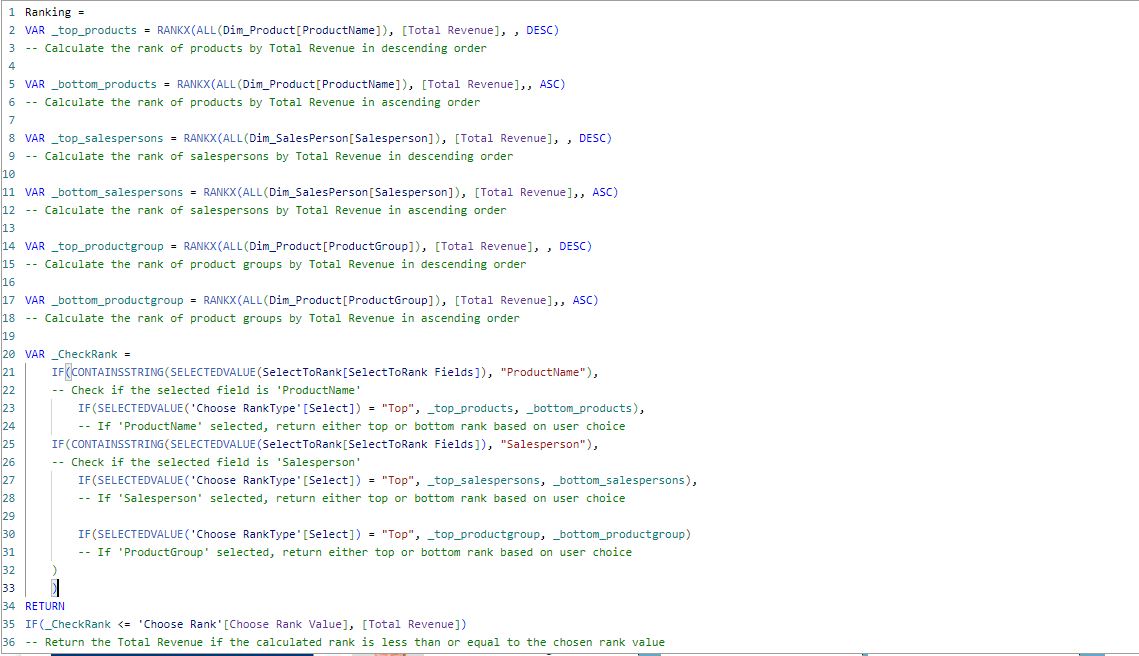 1 Ranking =
2 VAR _top_products = RANKX(ALL(Dim_Product[ProductName]), [Total Revenue], , DESC)
3 -- Calculate the rank of products by Total Revenue in descending order
4
5 VAR _bottom_products = RANKX(ALL(Dim_Product[ProductName]), [Total Revenue],, ASC)
6 -- Calculate the rank of products by Total Revenue in ascending order
7
8 VAR _top_salespersons = RANKX(ALL(Dim_SalesPerson[Salesperson]), [Total Revenue], , DESC)
9 -- Calculate the rank of salespersons by Total Revenue in descending order
10
11 VAR _bottom_salespersons = RANKX(ALL(Dim_SalesPerson[Salesperson]), [Total Revenue],, ASC)
12 -- Calculate the rank of salespersons by Total Revenue in ascending order
13
14 VAR _top_productgroup = RANKX(ALL(Dim_Product[ProductGroup]), [Total Revenue], , DESC)
15 -- Calculate the rank of product groups by Total Revenue in descending order
16
17 VAR _bottom_productgroup = RANKX(ALL(Dim_Product[ProductGroup]), [Total Revenue],, ASC)
18 -- Calculate the rank of product groups by Total Revenue in ascending order
19
20 VAR _CheckRank =
21     IF(CONTAINSSTRING(SELECTEDVALUE(SelectToRank[SelectToRank Fields]), "ProductName"),
22     -- Check if the selected field is 'ProductName'
23         IF(SELECTEDVALUE('Choose RankType'[Select]) = "Top", _top_products, _bottom_products),
24         -- If 'ProductName' selected, return either top or bottom rank based on user choice
25     IF(CONTAINSSTRING(SELECTEDVALUE(SelectToRank[SelectToRank Fields]), "Salesperson"),
26     -- Check if the selected field is 'Salesperson'
27         IF(SELECTEDVALUE('Choose RankType'[Select]) = "Top", _top_salespersons, _bottom_salespersons),
28         -- If 'Salesperson' selected, return either top or bottom rank based on user choice
29
30         IF(SELECTEDVALUE('Choose RankType'[Select]) = "Top", _top_productgroup, _bottom_productgroup)
31         -- If 'ProductGroup' selected, return either top or bottom rank based on user choice
32     )
33     )
34 RETURN
35 IF(_CheckRank <= 'Choose Rank'[Choose Rank Value], [Total Revenue])
36 -- Return the Total Revenue if the calculated rank is less than or equal to the chosen rank value